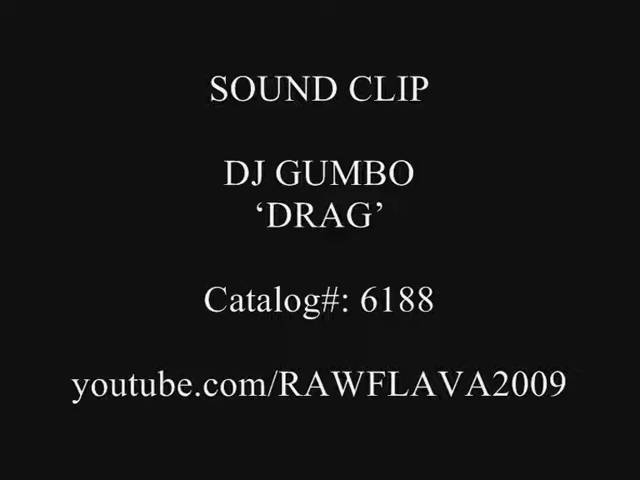 SOUND CLIP
DJ GUMBO
‘DRAG’
Catalog#: 6188
youtube.com/RAWFLAVA2009